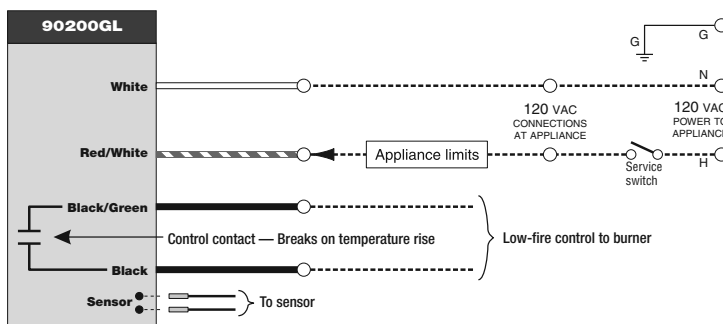 90200GL
G
G
White
N
120 VAC
CONNECTIONS
AT APPLIANCE
120 VAC
POWER TO
APPLIANCE
Red/White
Appliance limits
Service
switch
H
Black/Green
Control contact — Breaks on temperature rise
Low-fire control to burner
Black
Sensor
To sensor